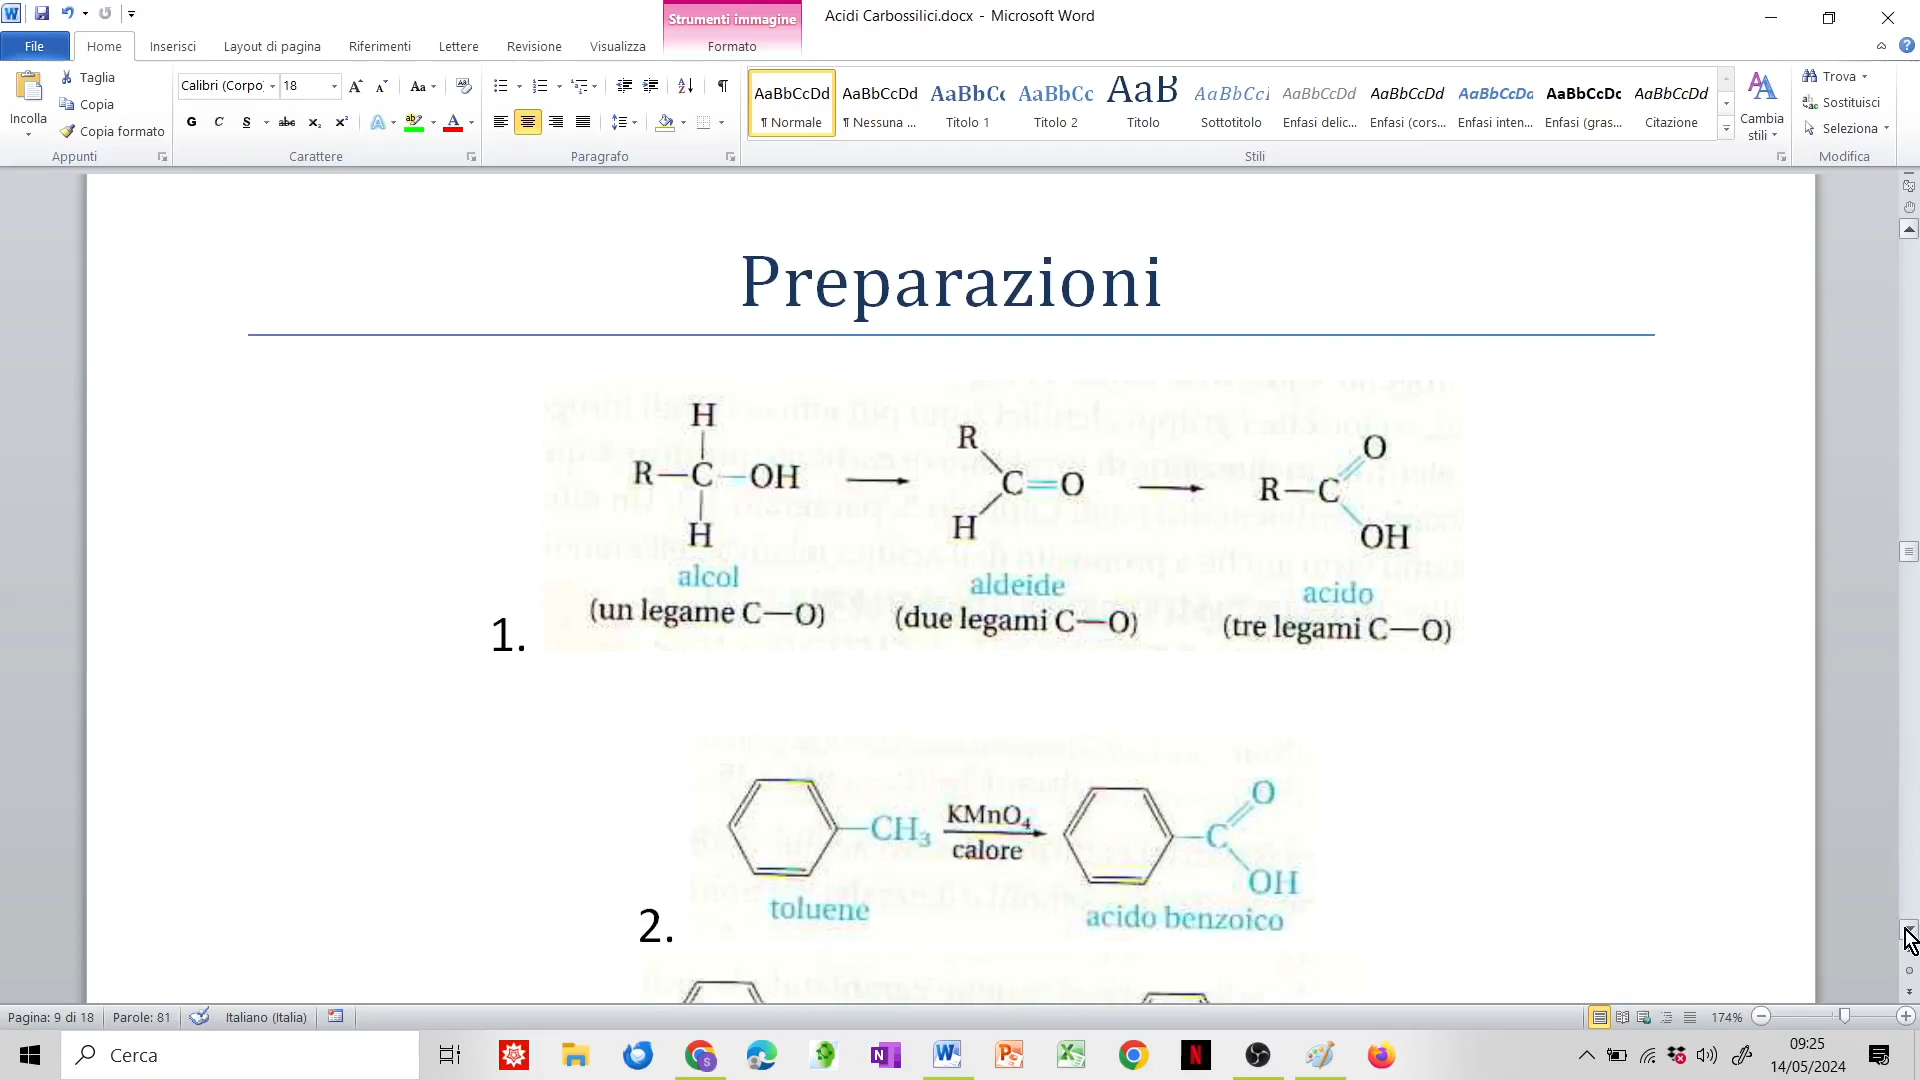 Strumenti immagine
Acidi Carbossilici.docx - Microsoft Word
File Home Inserisci Layout di pagina Riferimenti Lettere Revisione Visualizza Formato
Incolla
Taglia
Copia
Copia formato
Appunti
Calibri (Corpo 18
G C S abc x₂ x²
Carattere
Paragrafo
AaBbCcDd AaBbCcDd AaBbCc AaBbCc AaB AaBbCcI AaBbCcDd AaBbCcDd AaBbCcDd AaBbCcDc AaBbCcDd
¶ Normale ¶ Nessuna ... Titolo 1 Titolo 2 Titolo Sottotitolo Enfasi delic... Enfasi (cors... Enfasi inten... Enfasi (gras... Citazione
Stili
Cambia
stili
Trova
Sostituisci
Seleziona
Modifica
Preparazioni
H
R—C—OH
H
alcol
(un legame C—O)
R
C=O
H
aldeide
(due legami C—O)
O
R—C
OH
acido
(tre legami C—O)
1.
CH₃
KMnO₄
calore
toluene
O
C
OH
acido benzoico
2.
Pagina: 9 di 18 Parole: 81 Italiano (Italia) 174%
Cerca
09:25
14/05/2024